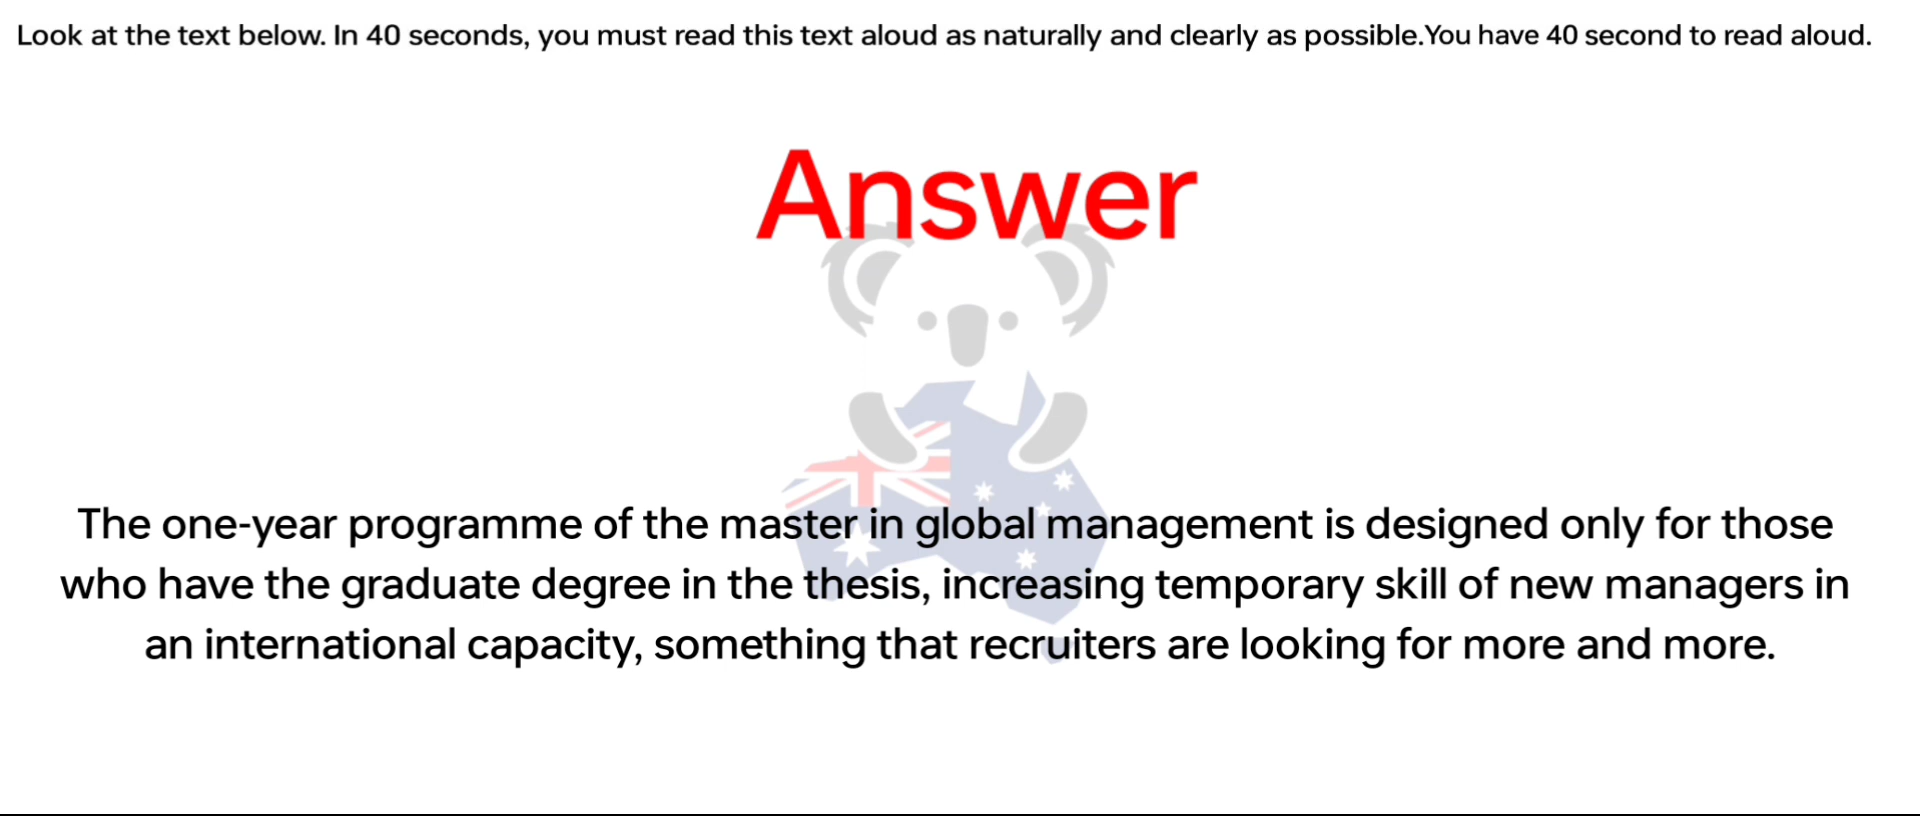 Look at the text below. In 40 seconds, you must read this text aloud as naturally and clearly as possible.You have 40 second to read aloud.
Answer
The one-year programme of the master in global management is designed only for those
who have the graduate degree in the thesis, increasing temporary skill of new managers in
an international capacity, something that recruiters are looking for more and more.